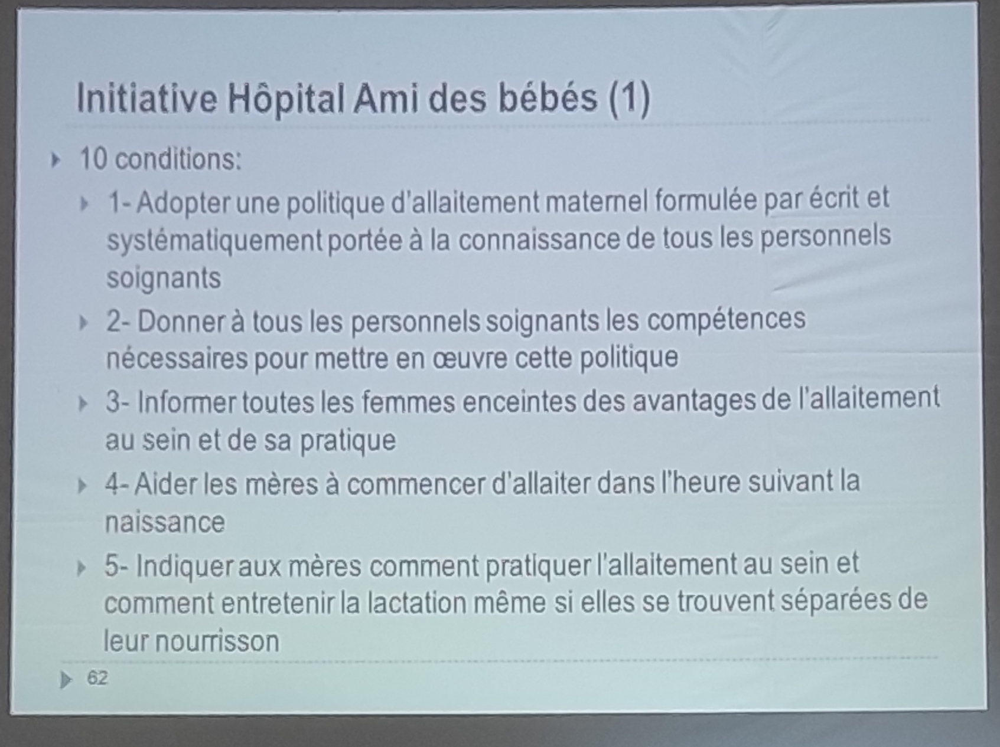 Initiative Hôpital Ami des bébés (1)
10 conditions:
1- Adopter une politique d'allaitement maternel formulée par écrit et
systématiquement portée à la connaissance de tous les personnels
soignants
2- Donner à tous les personnels soignants les compétences
nécessaires pour mettre en œuvre cette politique
3- Informer toutes les femmes enceintes des avantages de l'allaitement
au sein et de sa pratique
4- Aider les mères à commencer d'allaiter dans l'heure suivant la
naissance
5- Indiquer aux mères comment pratiquer l'allaitement au sein et
comment entretenir la lactation même si elles se trouvent séparées de
leur nourrisson
62